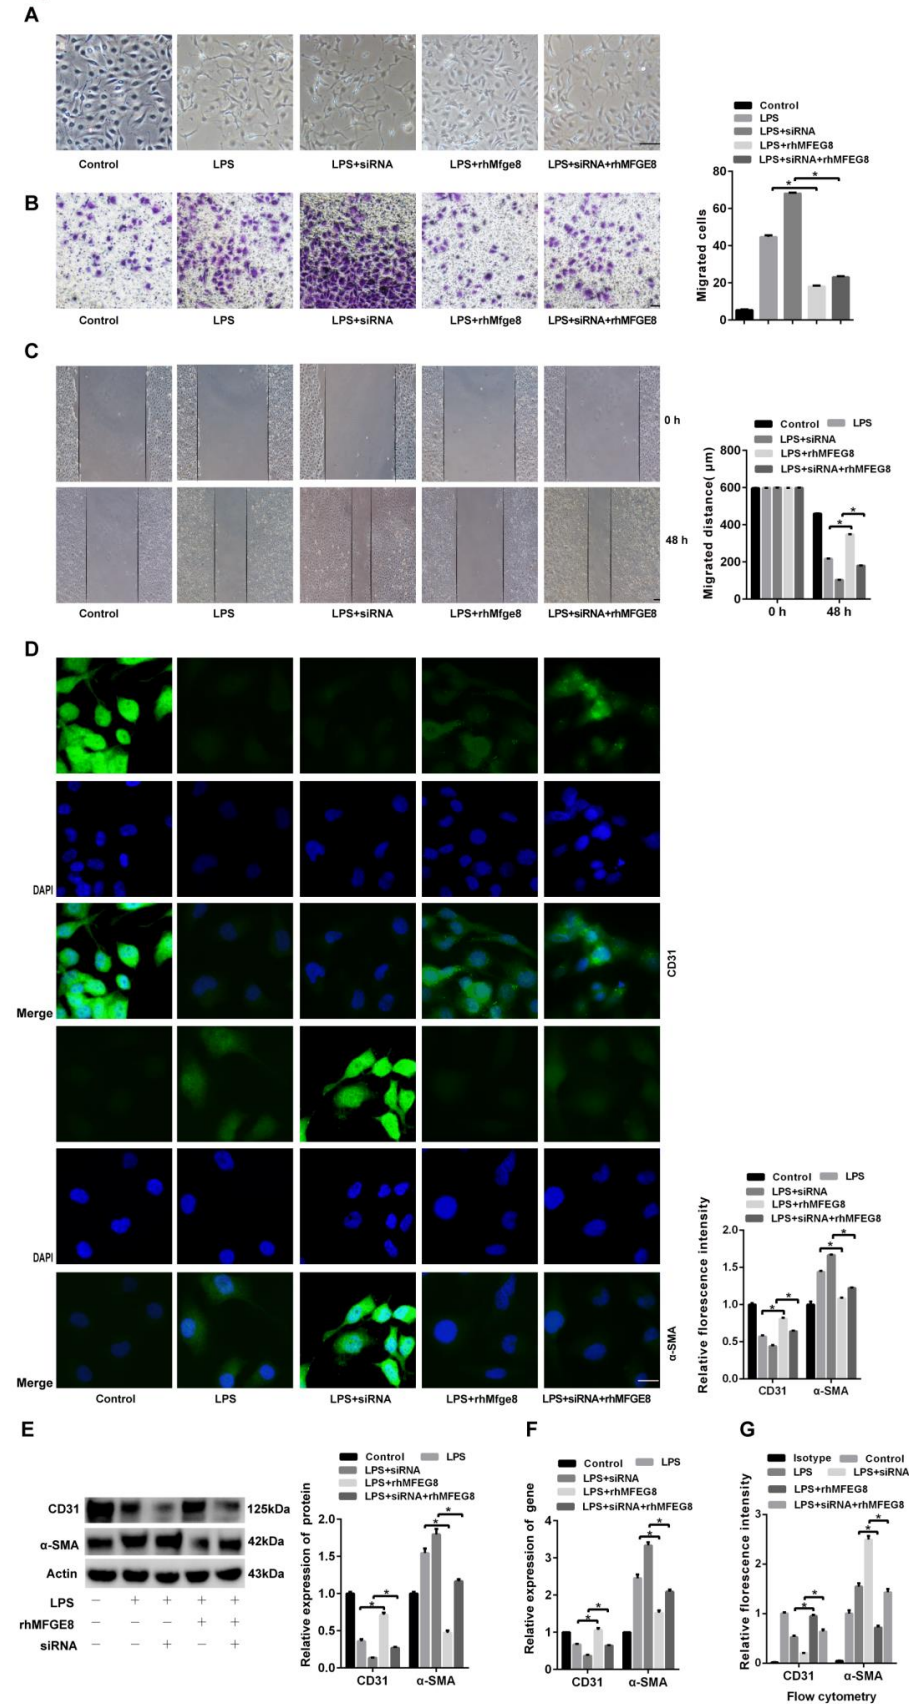 A
Control LPS LPS+siRNA LPS+rhMfge8 LPS+siRNA+rhMFGE8
B
Control LPS LPS+siRNA LPS+rhMfge8 LPS+siRNA+rhMFGE8
Control
LPS
LPS+siRNA
LPS+rhMFEG8
LPS+siRNA+rhMFEG8
Migrated cells
80
60
40
20
0
* *
C
0 h
48 h
Control LPS LPS+siRNA LPS+rhMfge8 LPS+siRNA+rhMFGE8
Control LPS
LPS+siRNA
LPS+rhMFEG8
LPS+siRNA+rhMFEG8
Migrated distance( μm)
800
600
400
200
0
* *
0 h 48 h
D
DAPI
Merge
CD31
DAPI
Merge
α-SMA
Control LPS LPS+siRNA LPS+rhMfge8 LPS+siRNA+rhMFGE8
Control LPS
LPS+siRNA
LPS+rhMFEG8
LPS+siRNA+rhMFEG8
Relative florescence intensity
2.0
1.5
1.0
0.5
0.0
* * * *
CD31 α-SMA
E
CD31 125kDa
α-SMA 42kDa
Actin 43kDa
LPS − + + + +
rhMFGE8 − − − + +
siRNA − − + − +
Control LPS
LPS+siRNA
LPS+rhMFEG8
LPS+siRNA+rhMFEG8
Relative expression of protein
2.0
1.5
1.0
0.5
0.0
* * * *
CD31 α-SMA
F
Control LPS
LPS+siRNA
LPS+rhMFEG8
LPS+siRNA+rhMFEG8
Relative expression of gene
4
3
2
1
0
* * * *
CD31 α-SMA
G
Isotype Control
LPS LPS+siRNA
LPS+rhMFEG8
LPS+siRNA+rhMFEG8
Relative florescence intensity
3
2
1
0
* * * *
CD31 α-SMA
Flow cytometry